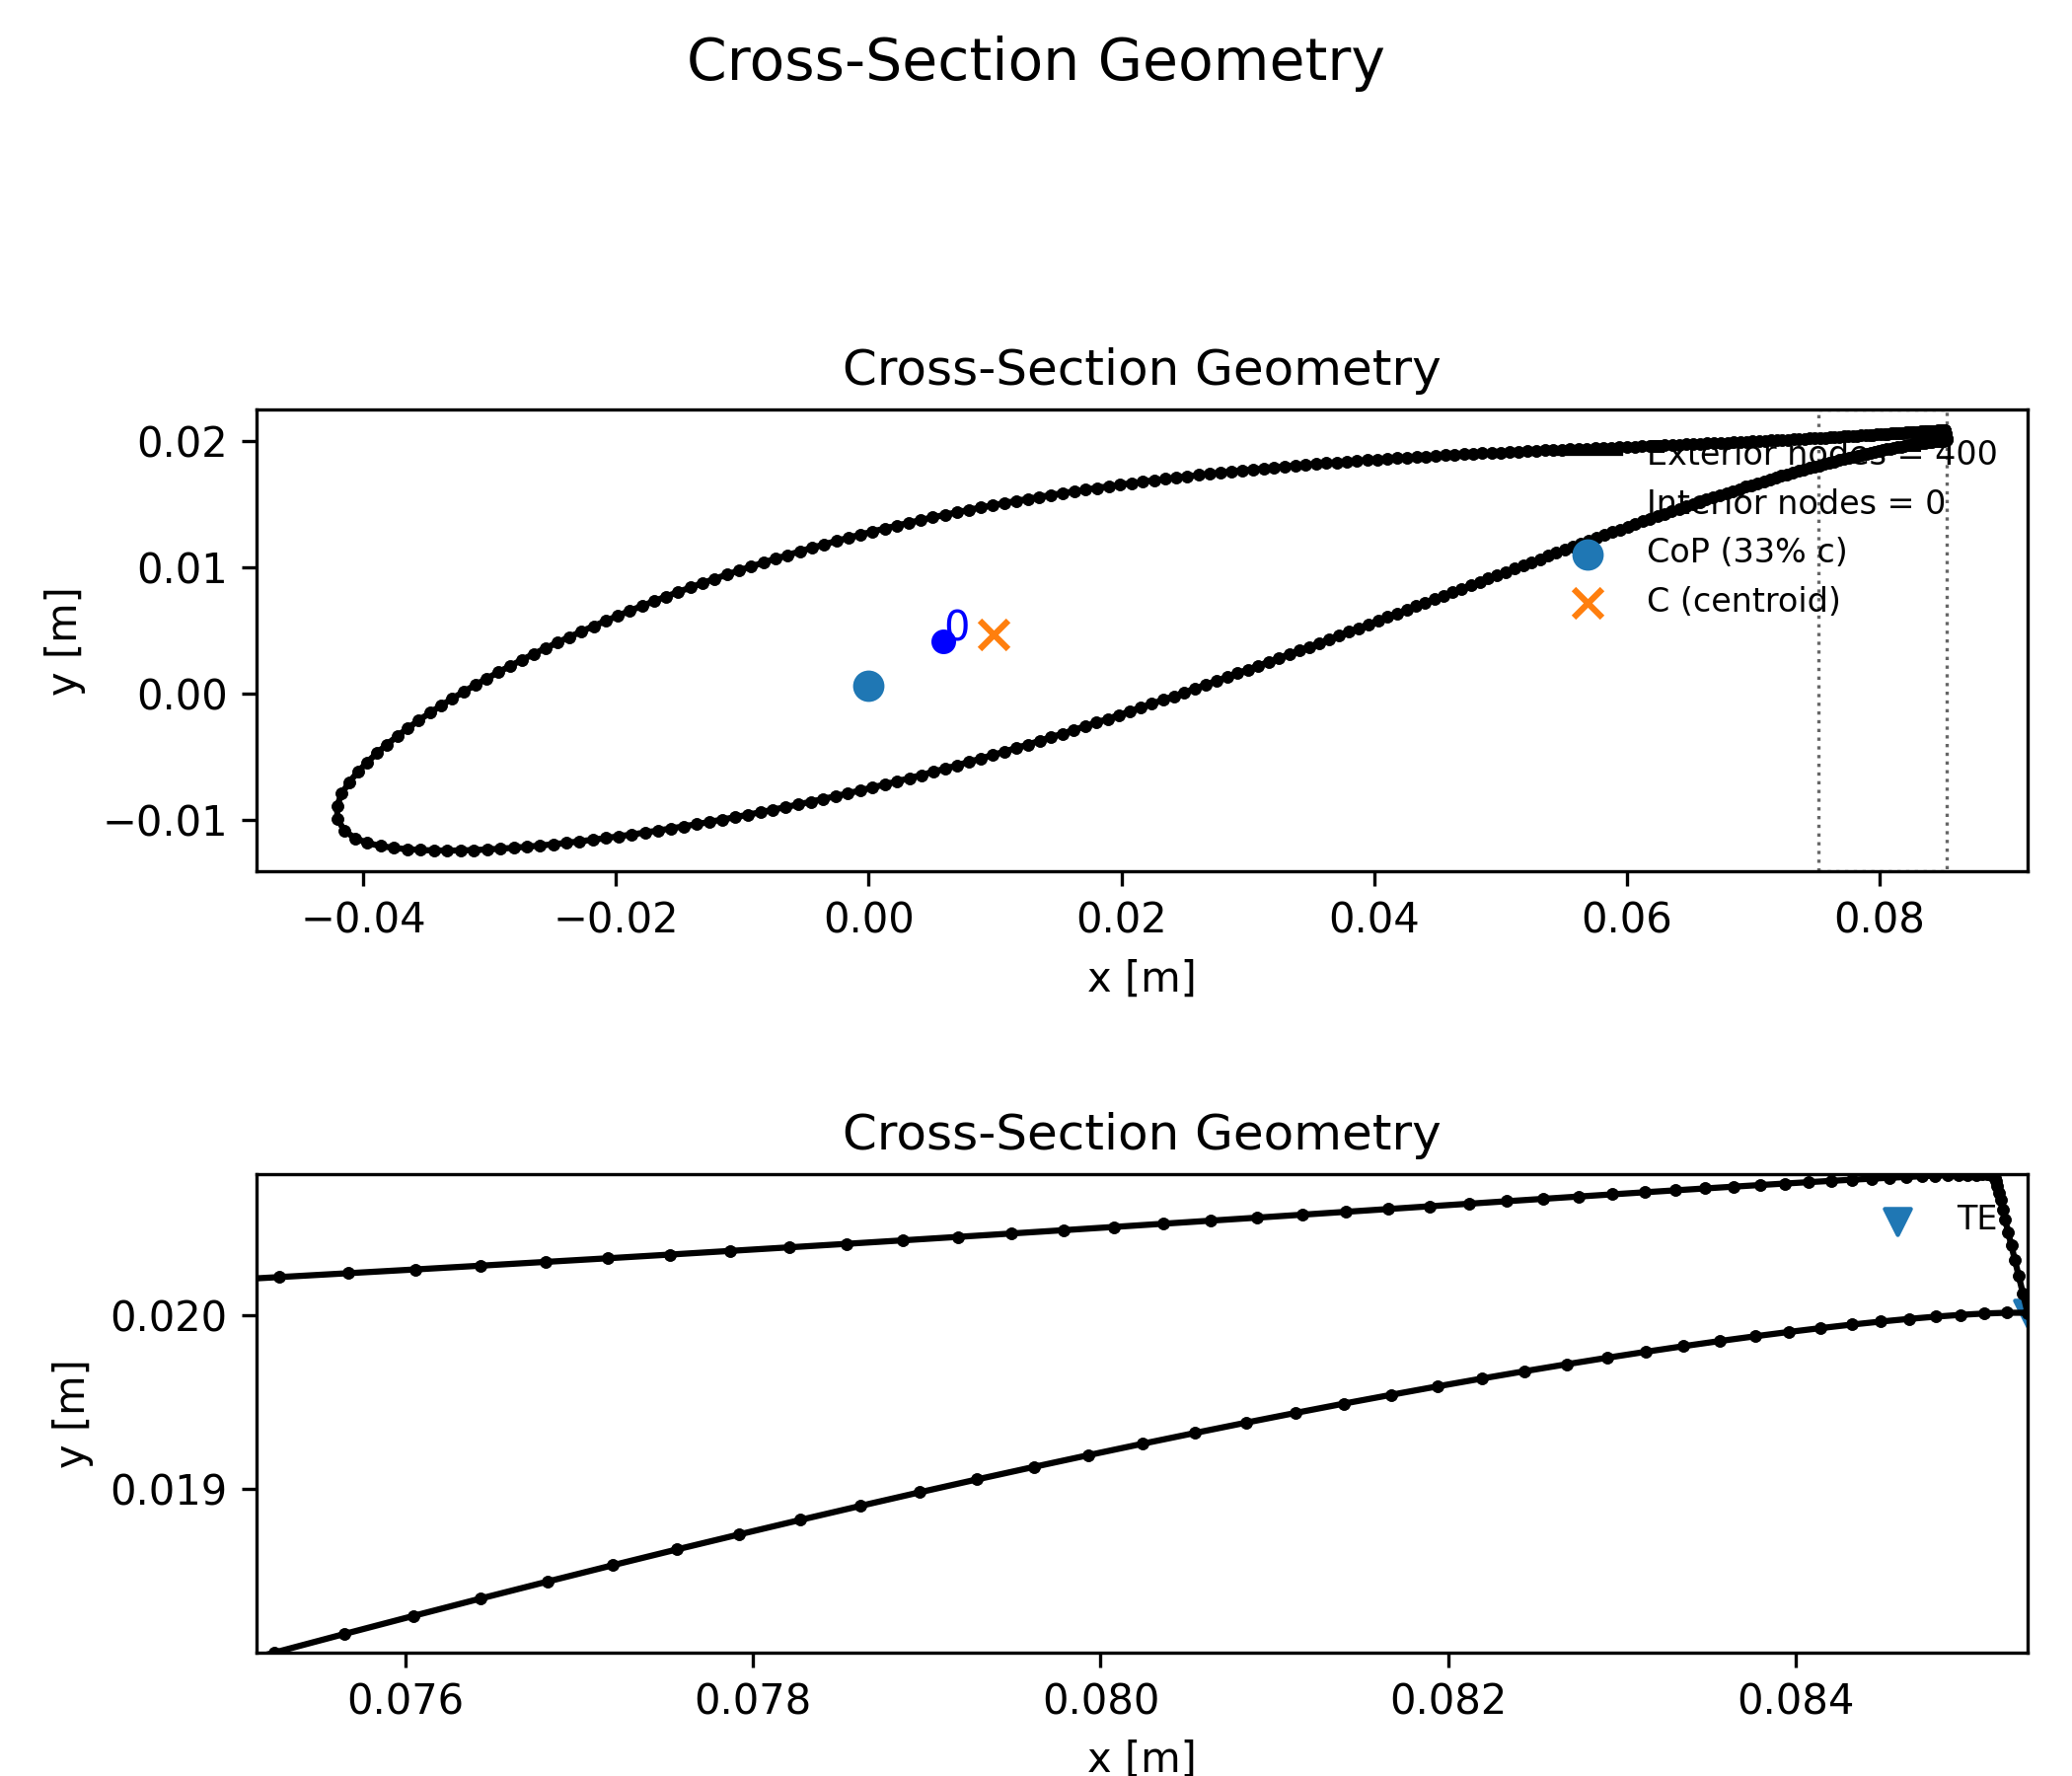 Cross-Section Geometry
Cross-Section Geometry
0.02
0.01
0.00
−0.01
y [m]
Exterior nodes = 400
Interior nodes = 0
CoP (33% c)
C (centroid)
0
−0.04 −0.02 0.00 0.02 0.04 0.06 0.08
x [m]
Cross-Section Geometry
TE
0.020
0.019
y [m]
0.076 0.078 0.080 0.082 0.084
x [m]